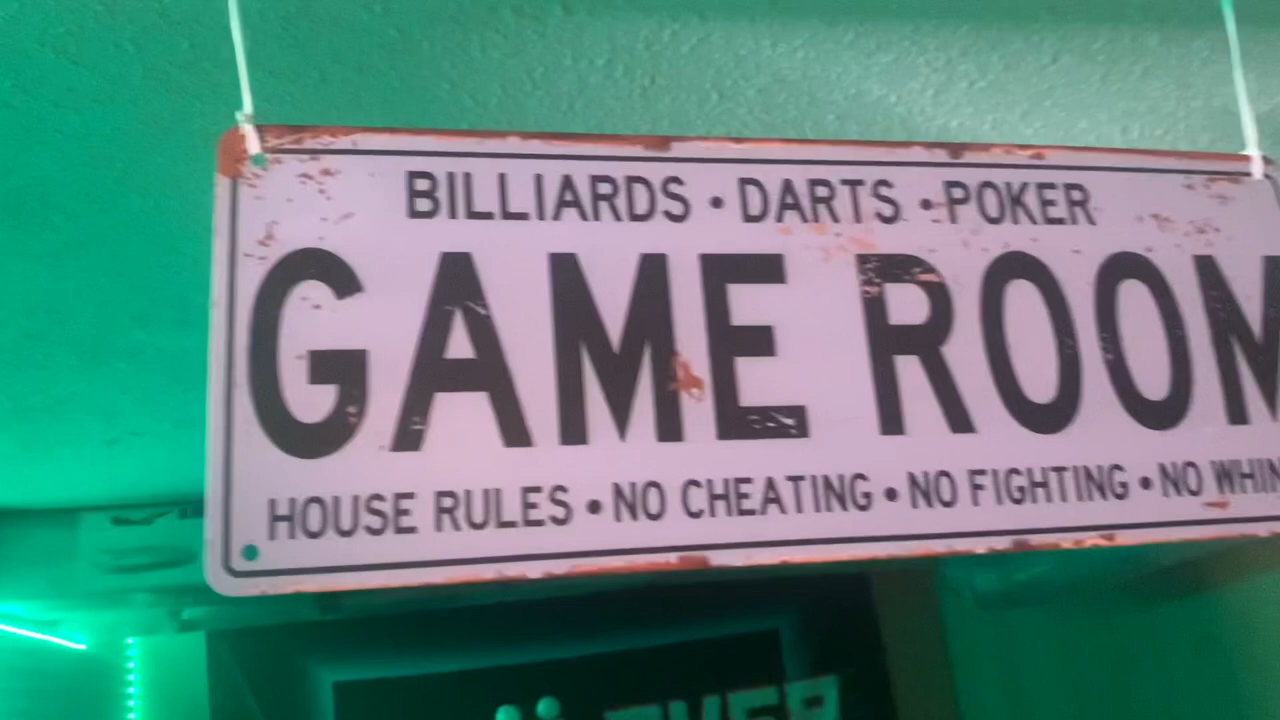 BILLIARDS • DARTS • POKER
GAME ROOM
HOUSE RULES • NO CHEATING • NO FIGHTING • NO WHIN